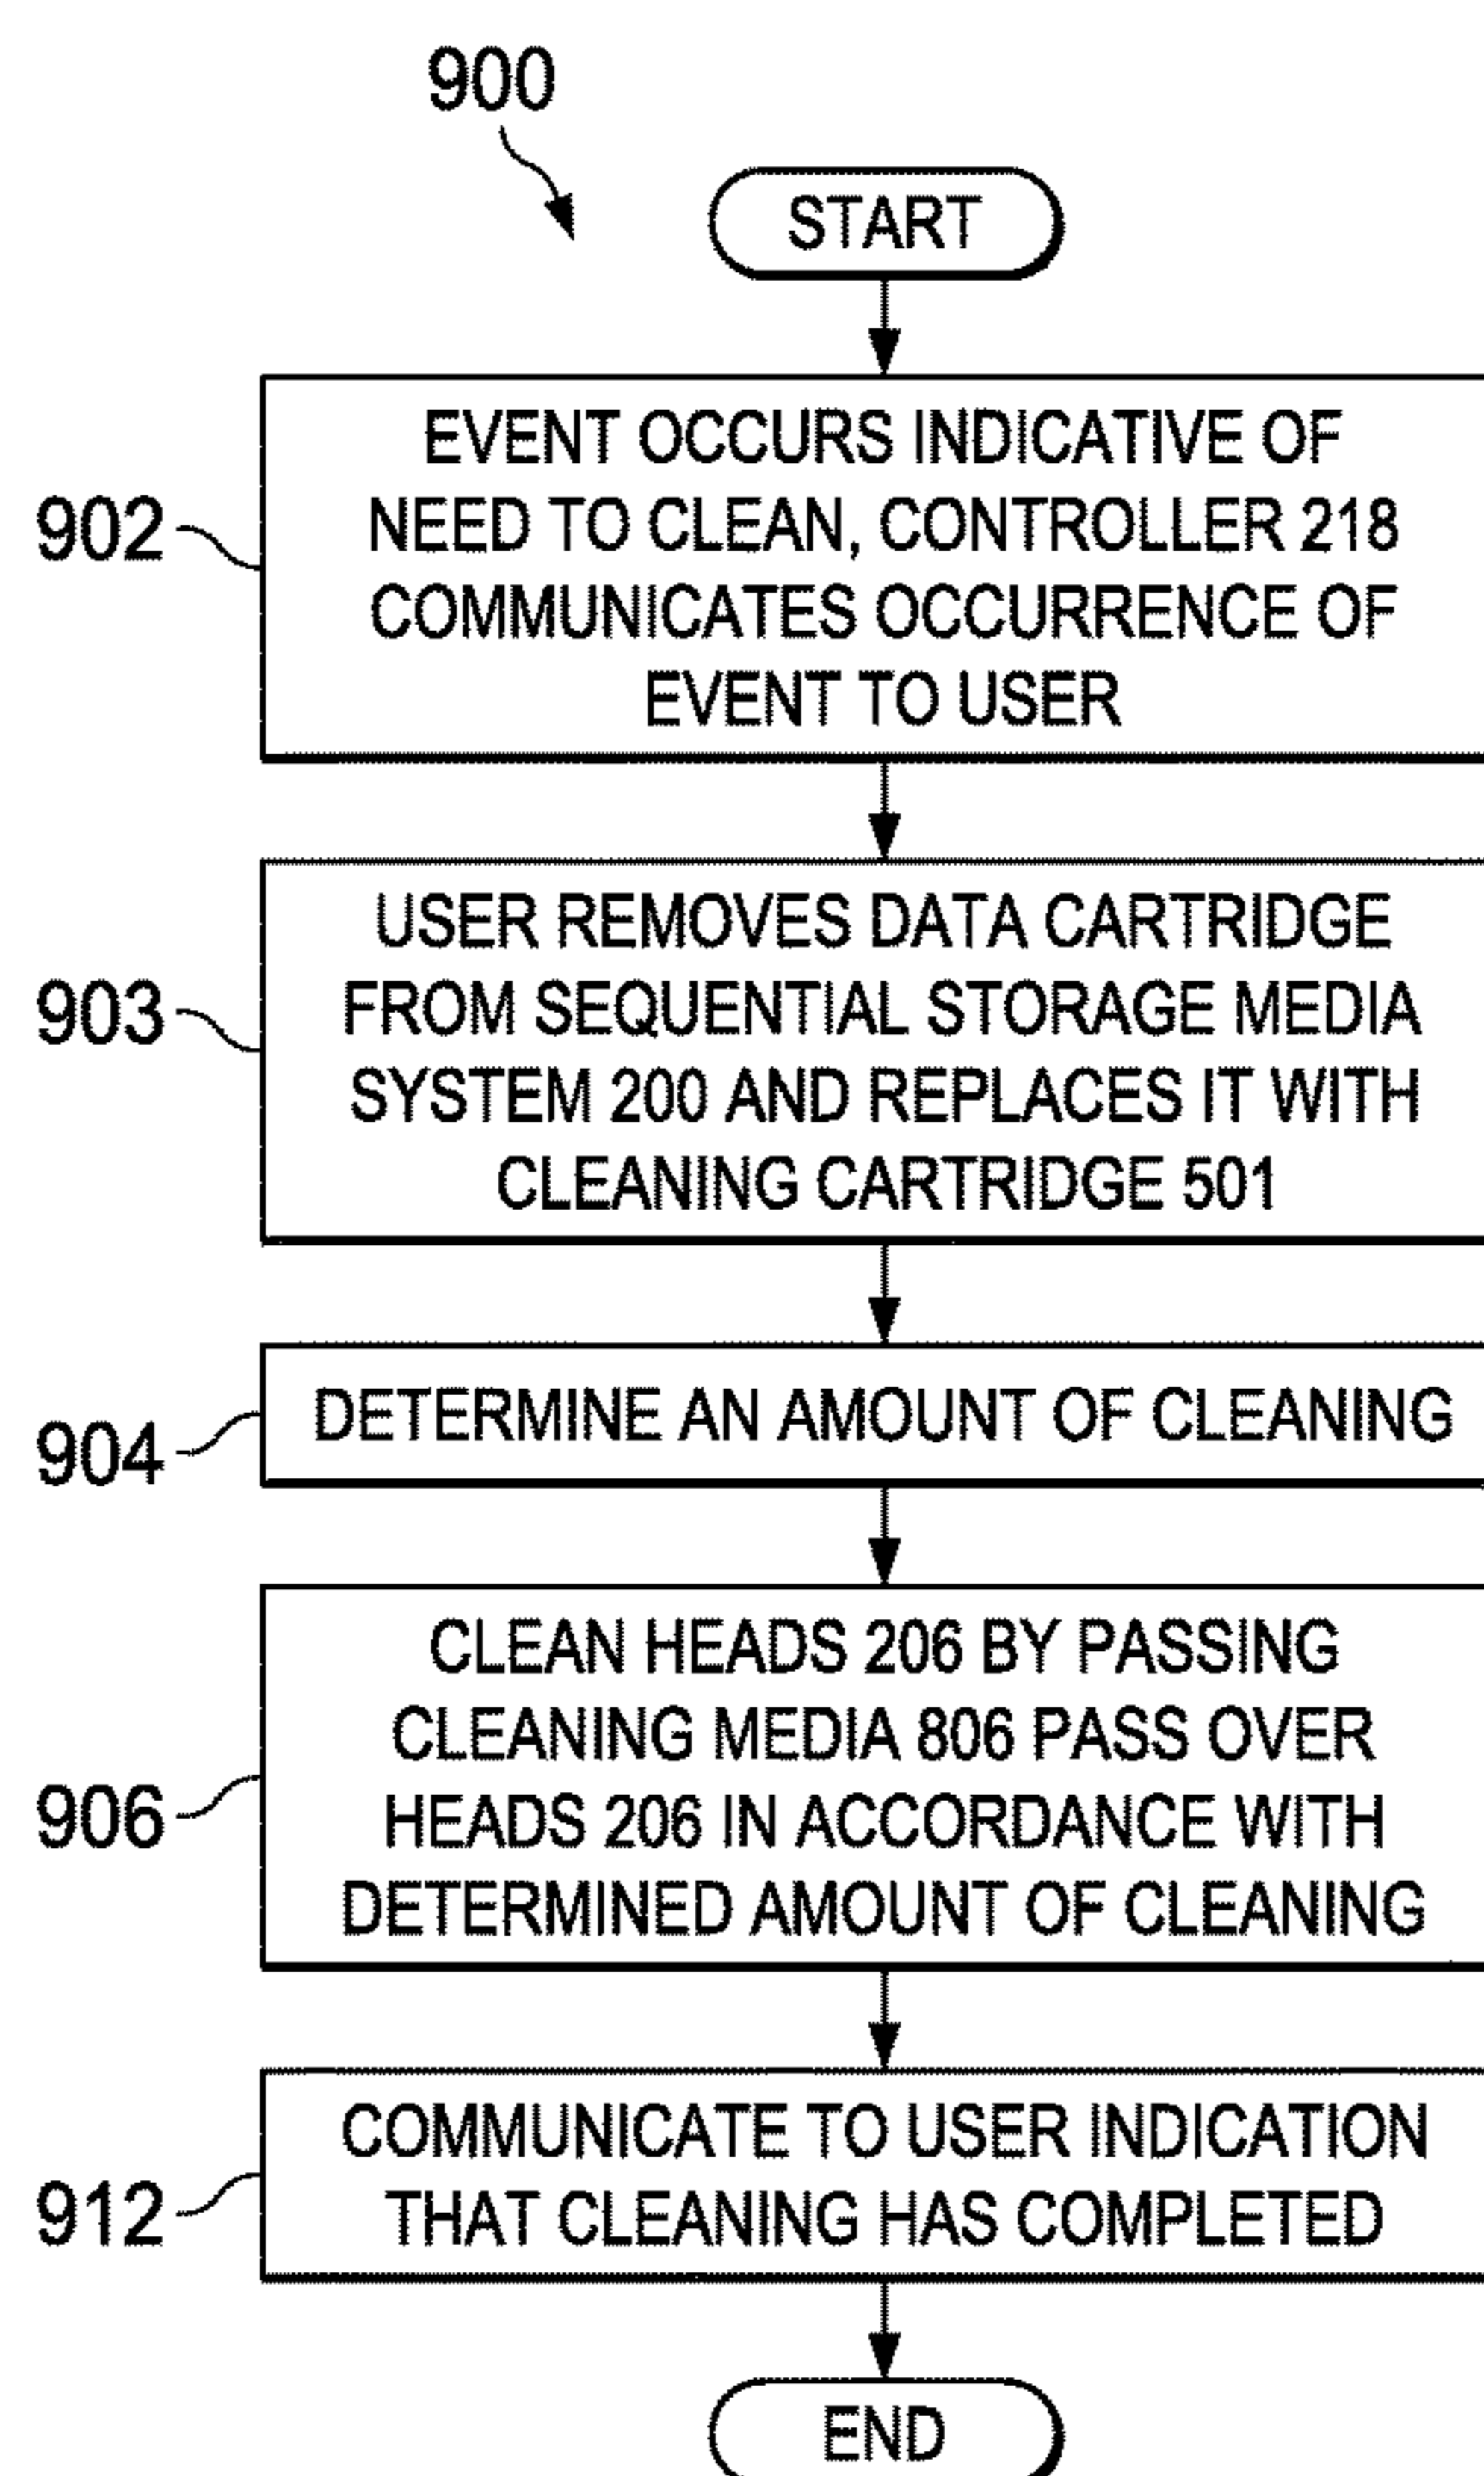 900
START
902
EVENT OCCURS INDICATIVE OF
NEED TO CLEAN, CONTROLLER 218
COMMUNICATES OCCURRENCE OF
EVENT TO USER
903
USER REMOVES DATA CARTRIDGE
FROM SEQUENTIAL STORAGE MEDIA
SYSTEM 200 AND REPLACES IT WITH
CLEANING CARTRIDGE 501
904
DETERMINE AN AMOUNT OF CLEANING
906
CLEAN HEADS 206 BY PASSING
CLEANING MEDIA 806 PASS OVER
HEADS 206 IN ACCORDANCE WITH
DETERMINED AMOUNT OF CLEANING
912
COMMUNICATE TO USER INDICATION
THAT CLEANING HAS COMPLETED
END